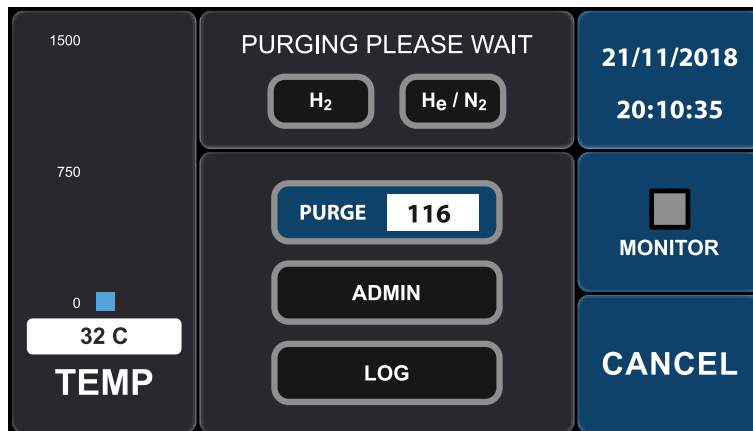 1500
750
0
32 C
TEMP
PURGING PLEASE WAIT
H₂
He / N₂
PURGE 116
ADMIN
LOG
21/11/2018
20:10:35
MONITOR
CANCEL